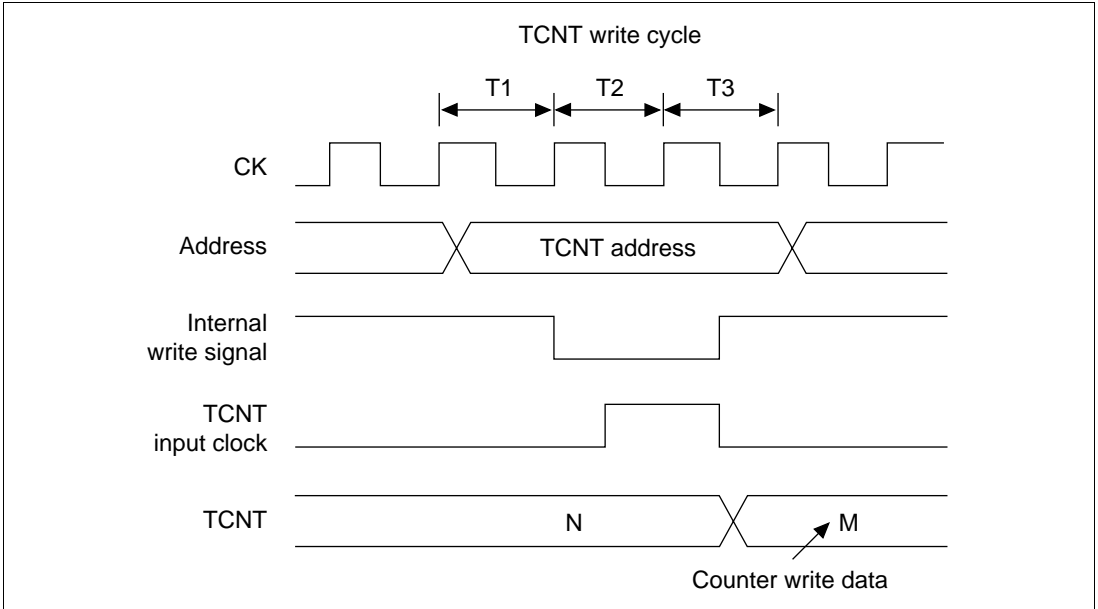 TCNT write cycle
T1 T2 T3
CK
Address
TCNT address
Internal
write signal
TCNT
input clock
TCNT
N
M
Counter write data